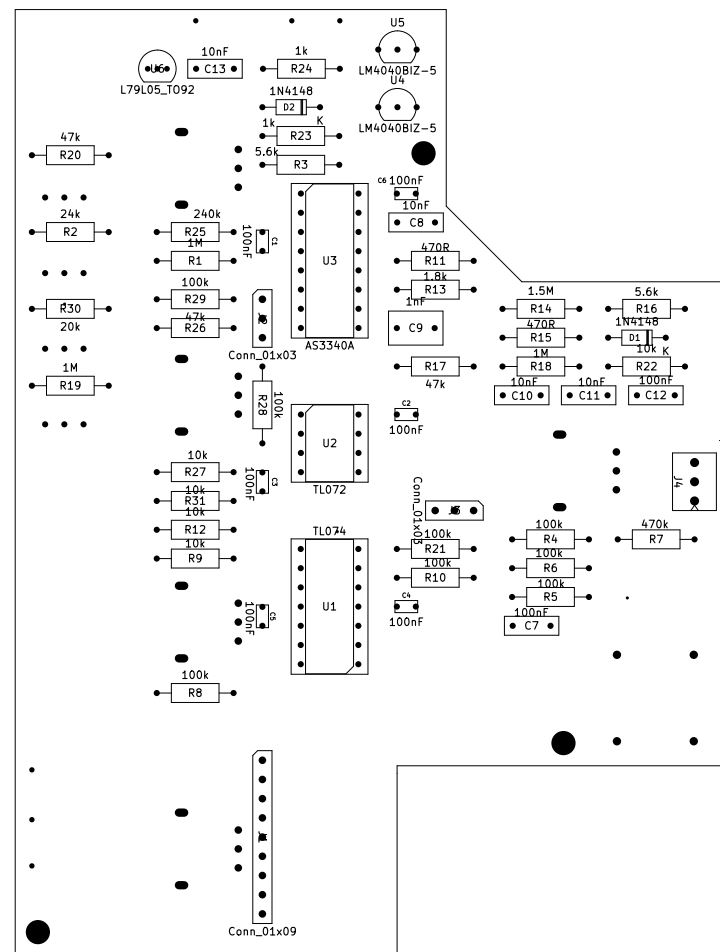 U5
10nF
1k
U6
C13
R24
LM4040BIZ-5
U4
L79L05_TO92
1N4148
D2
1k
K
LM4040BIZ-5
R23
47k
R20
5.6k
R3
C6
100nF
10nF
24k
240k
C8
R2
R25
100nF
C1
1M
470R
R1
U3
R11
1.8k
100k
R13
1.5M
5.6k
R29
1nF
R30
R14
R16
47k
470R
1N4148
20k
R26
C9
R15
D1
Conn_01x03
AS3340A
1M
10k
K
1M
R17
R18
R22
R19
47k
10nF
10nF
100nF
R28
100k
C2
C10
C11
C12
100nF
U2
10k
R27
100nF
C3
J4
TL072
10k
R31
Conn_01x03
J3
10k
R12
TL074
100k
100k
470k
10k
R21
R4
R7
R9
100k
100k
R10
R6
100k
C4
R5
100nF
C5
U1
100nF
100nF
C7
100k
R8
Conn_01x09